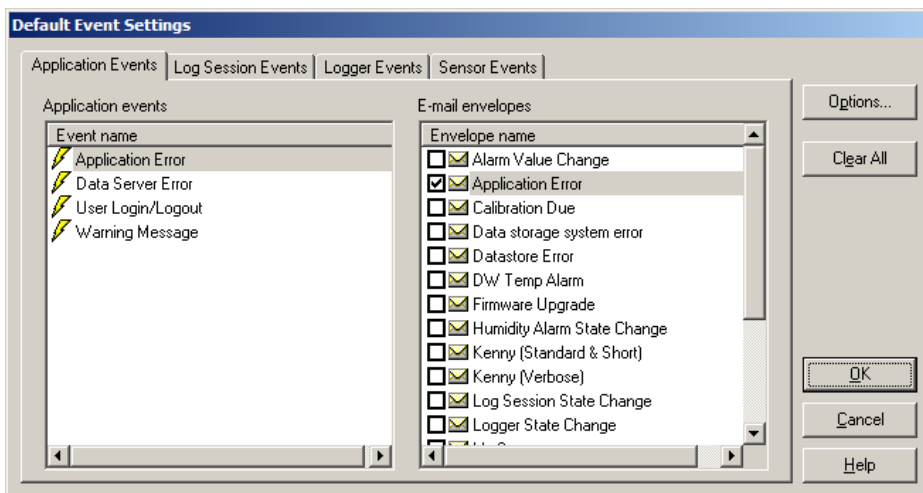 Default Event Settings
Application Events
Log Session Events
Logger Events
Sensor Events
Application events
Event name
Application Error
Data Server Error
User Login/Logout
Warning Message
E-mail envelopes
Envelope name
Alarm Value Change
Application Error
Calibration Due
Data storage system error
Datastore Error
DW Temp Alarm
Firmware Upgrade
Humidity Alarm State Change
Kenny (Standard & Short)
Kenny (Verbose)
Log Session State Change
Logger State Change
Options...
Clear All
OK
Cancel
Help